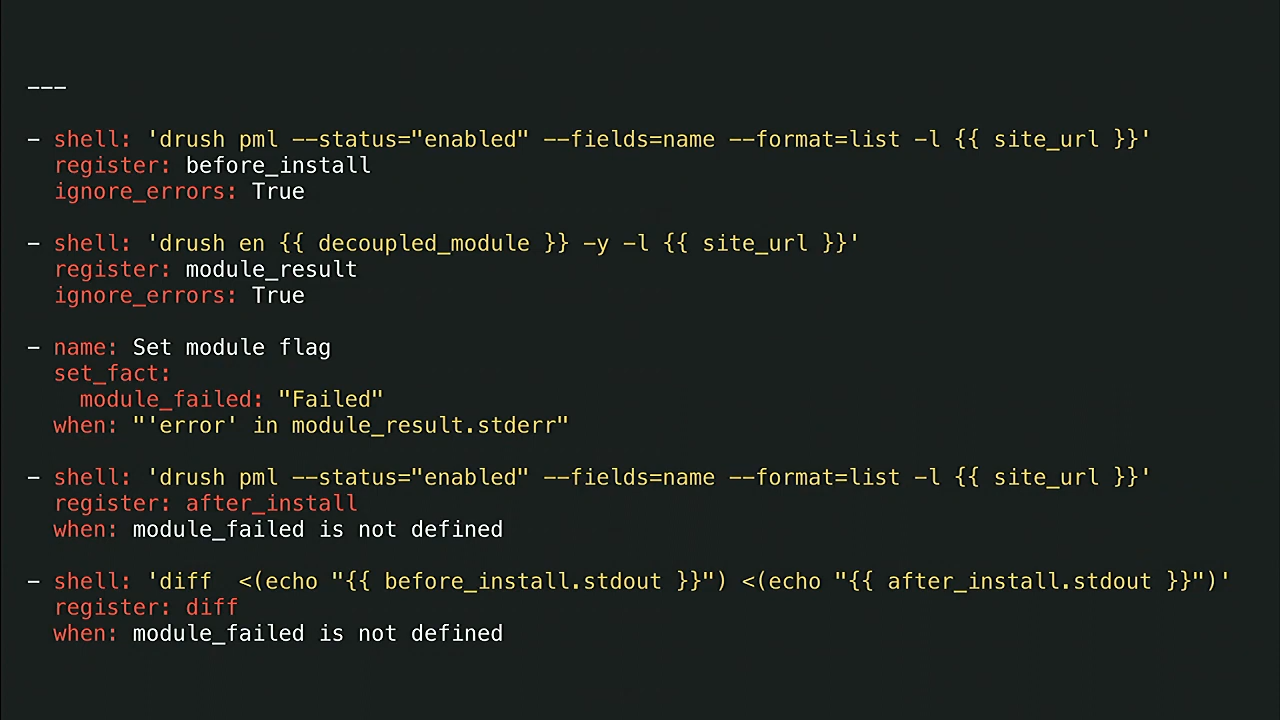 ---
- shell: 'drush pml --status="enabled" --fields=name --format=list -l {{ site_url }}'
  register: before_install
  ignore_errors: True
- shell: 'drush en {{ decoupled_module }} -y -l {{ site_url }}'
  register: module_result
  ignore_errors: True
- name: Set module flag
  set_fact:
    module_failed: "Failed"
  when: "'error' in module_result.stderr"
- shell: 'drush pml --status="enabled" --fields=name --format=list -l {{ site_url }}'
  register: after_install
  when: module_failed is not defined
- shell: 'diff  <(echo "{{ before_install.stdout }}") <(echo "{{ after_install.stdout }}")'
  register: diff
  when: module_failed is not defined